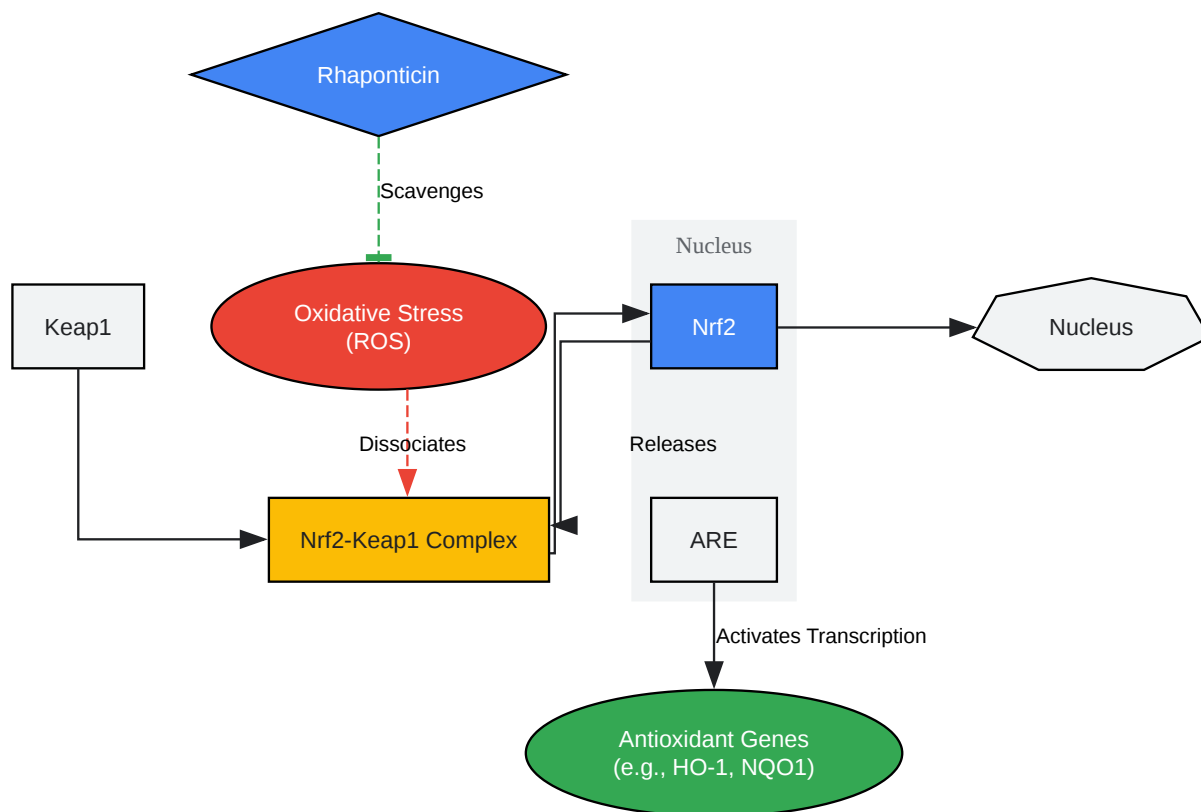 Rhaponticin
Scavenges
Nucleus
Keap1
Oxidative Stress
(ROS)
Nrf2
Nucleus
Dissociates
Releases
Nrf2-Keap1 Complex
ARE
Activates Transcription
Antioxidant Genes
(e.g., HO-1, NQO1)